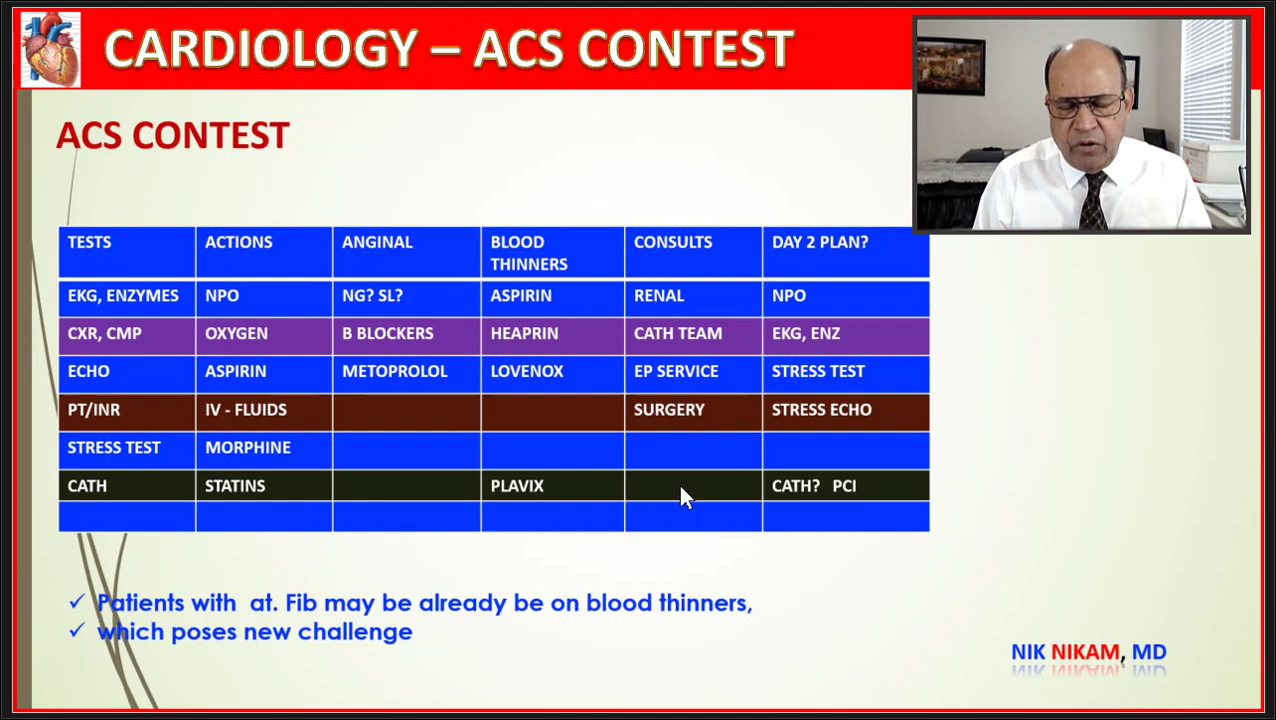 CARDIOLOGY – ACS CONTEST
ACS CONTEST
TESTS ACTIONS ANGINAL BLOOD THINNERS CONSULTS DAY 2 PLAN?
EKG, ENZYMES NPO NG? SL? ASPIRIN RENAL NPO
CXR, CMP OXYGEN B BLOCKERS HEAPRIN CATH TEAM EKG, ENZ
ECHO ASPIRIN METOPROLOL LOVENOX EP SERVICE STRESS TEST
PT/INR IV - FLUIDS SURGERY STRESS ECHO
STRESS TEST MORPHINE
CATH STATINS PLAVIX CATH? PCI
✓ Patients with at. Fib may be already be on blood thinners,
✓ which poses new challenge
NIK NIKAM, MD